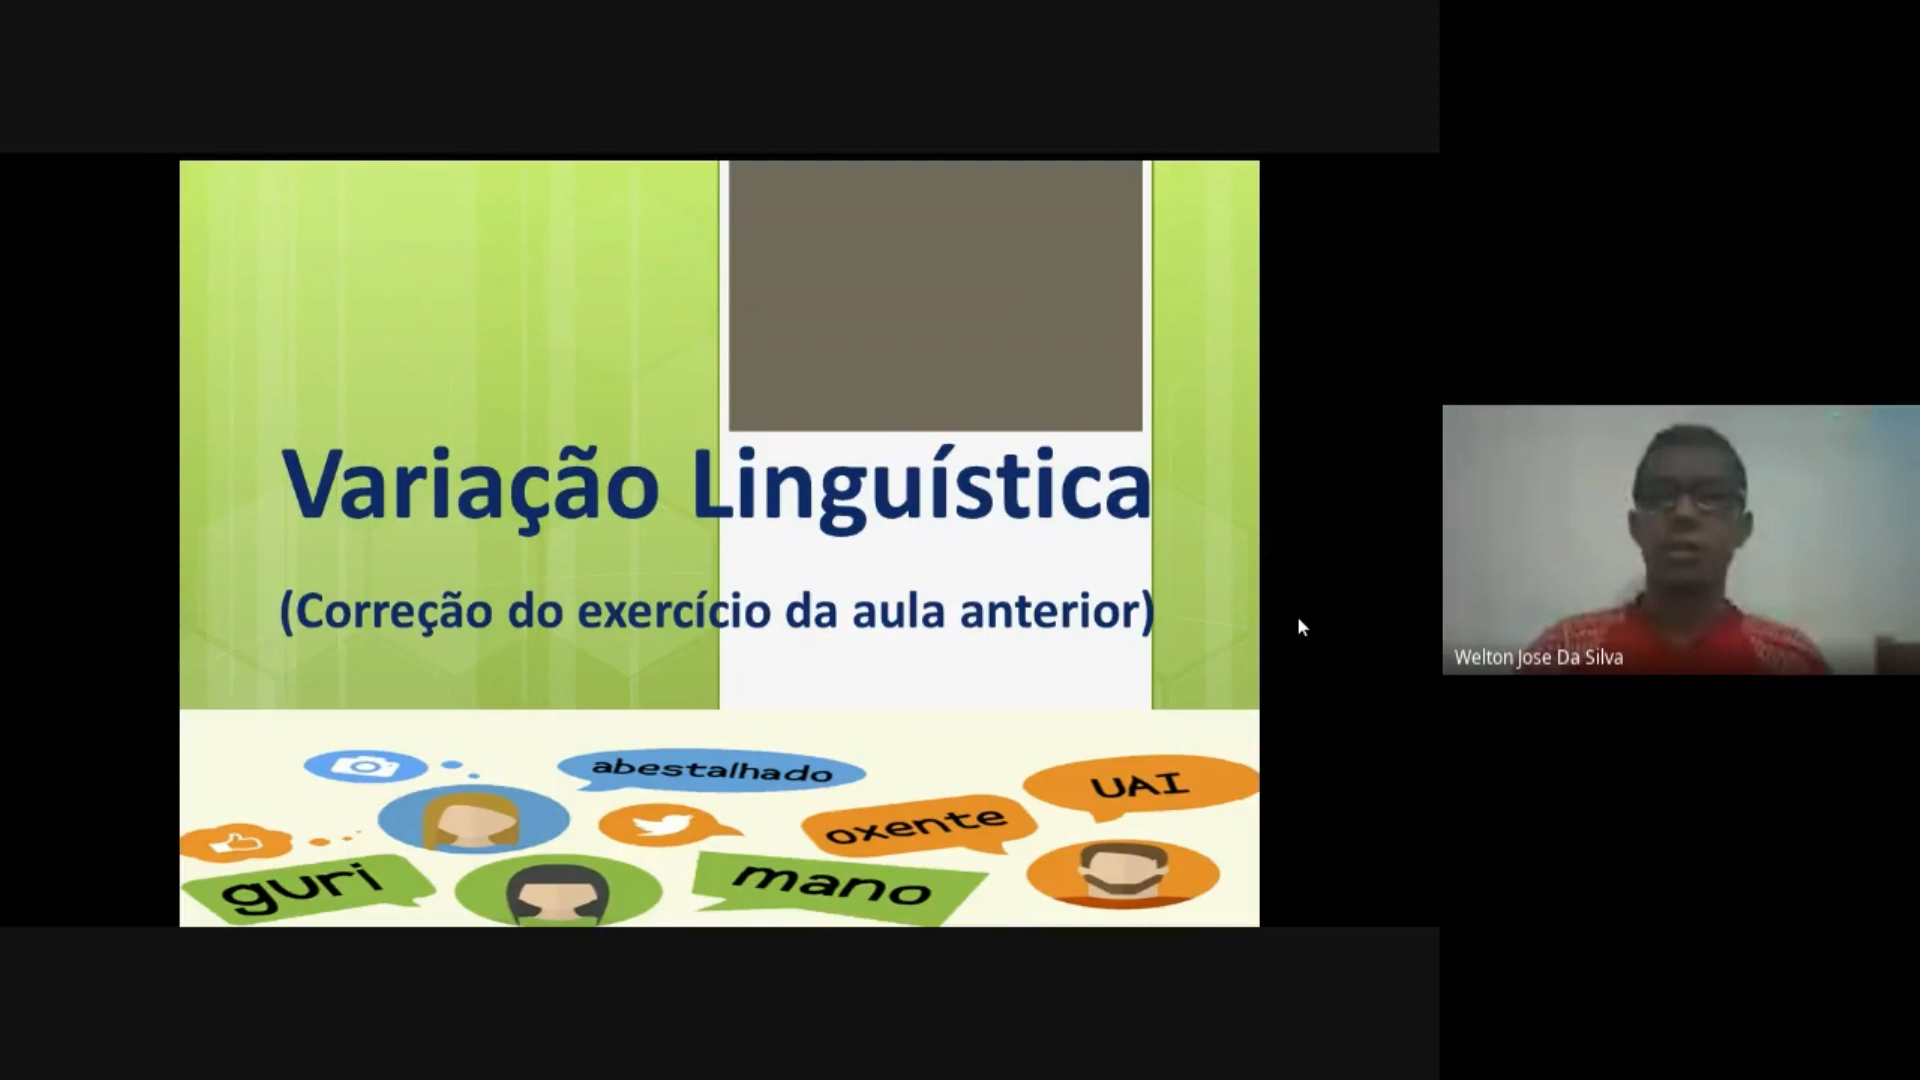 Variação Linguística
(Correção do exercício da aula anterior)
abestalhado
UAI
oxente
guri
mano
Welton Jose Da Silva